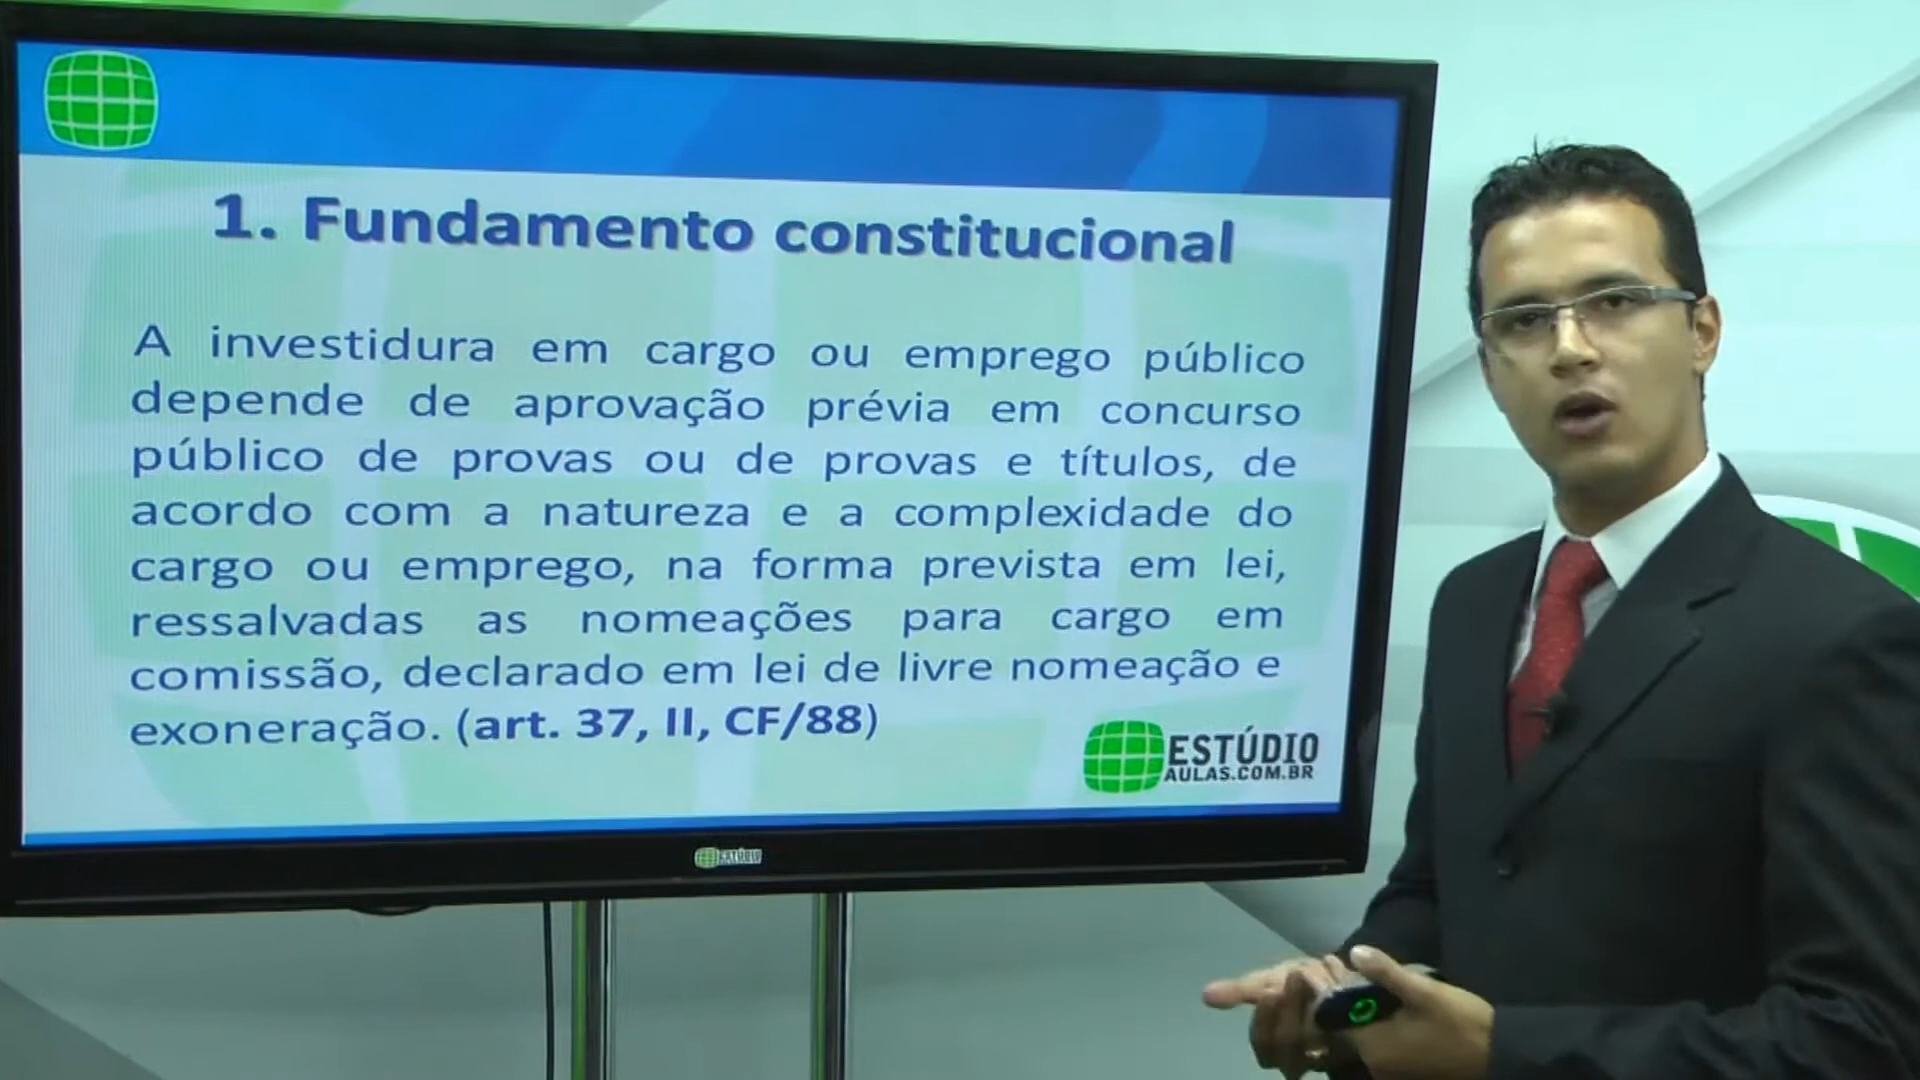 1. Fundamento constitucional
A investidura em cargo ou emprego público
depende de aprovação prévia em concurso
público de provas ou de provas e títulos, de
acordo com a natureza e a complexidade do
cargo ou emprego, na forma prevista em lei,
ressalvadas as nomeações para cargo em
comissão, declarado em lei de livre nomeação e
exoneração. (art. 37, II, CF/88)
ESTÚDIO
AULAS.COM.BR
ESTÚDIO